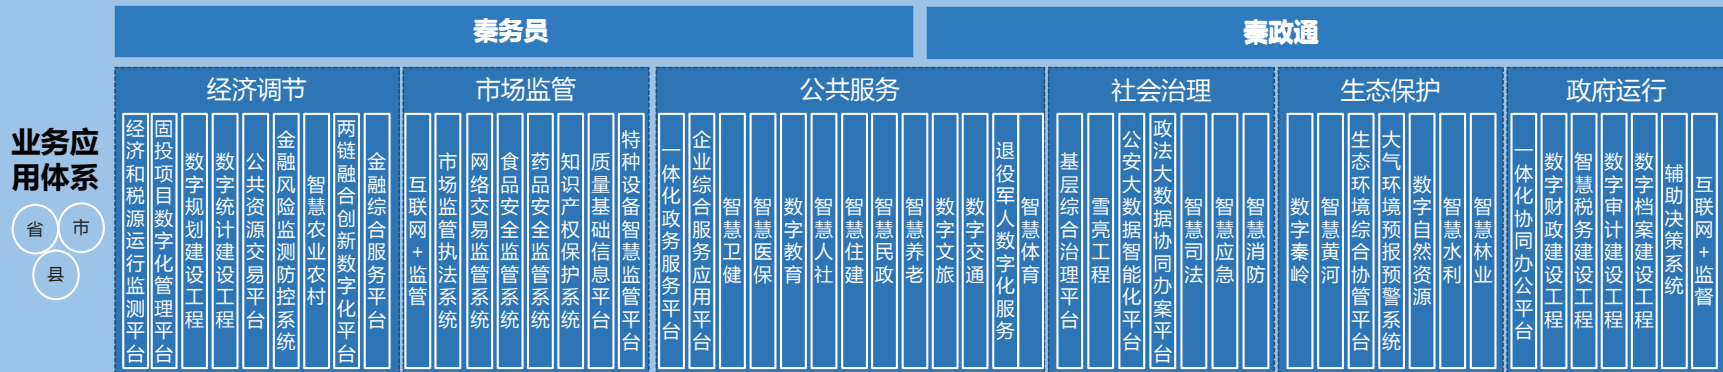 秦务员
秦政通
业务应
用体系
省
市
县
经济调节
经济和税源运行监测平台
固投项目数字化管理平台
数字规划建设工程
数字统计建设工程
公共资源交易平台
金融风险监测防控系统
智慧农业农村
两链融合创新数字化平台
金融综合服务平台
市场监管
互联网+监管
市场监管执法系统
网络交易监管系统
食品安全监管系统
药品安全监管系统
知识产权保护系统
质量基础信息平台
特种设备智慧监管平台
公共服务
一体化政务服务平台
企业综合服务应用平台
智慧卫健
智慧医保
数字教育
智慧人社
智慧住建
智慧民政
智慧养老
数字文旅
数字交通
退役军人数字化服务
智慧体育
社会治理
基层综合治理平台
雪亮工程
公安大数据智能化平台
政法大数据协同办案平台
智慧司法
智慧应急
智慧消防
生态保护
数字秦岭
智慧黄河
生态环境综合协管平台
大气环境预报预警系统
数字自然资源
智慧水利
智慧林业
政府运行
一体化协同办公平台
数字财政建设工程
智慧税务建设工程
数字审计建设工程
数字档案建设工程
辅助决策系统
互联网+监督